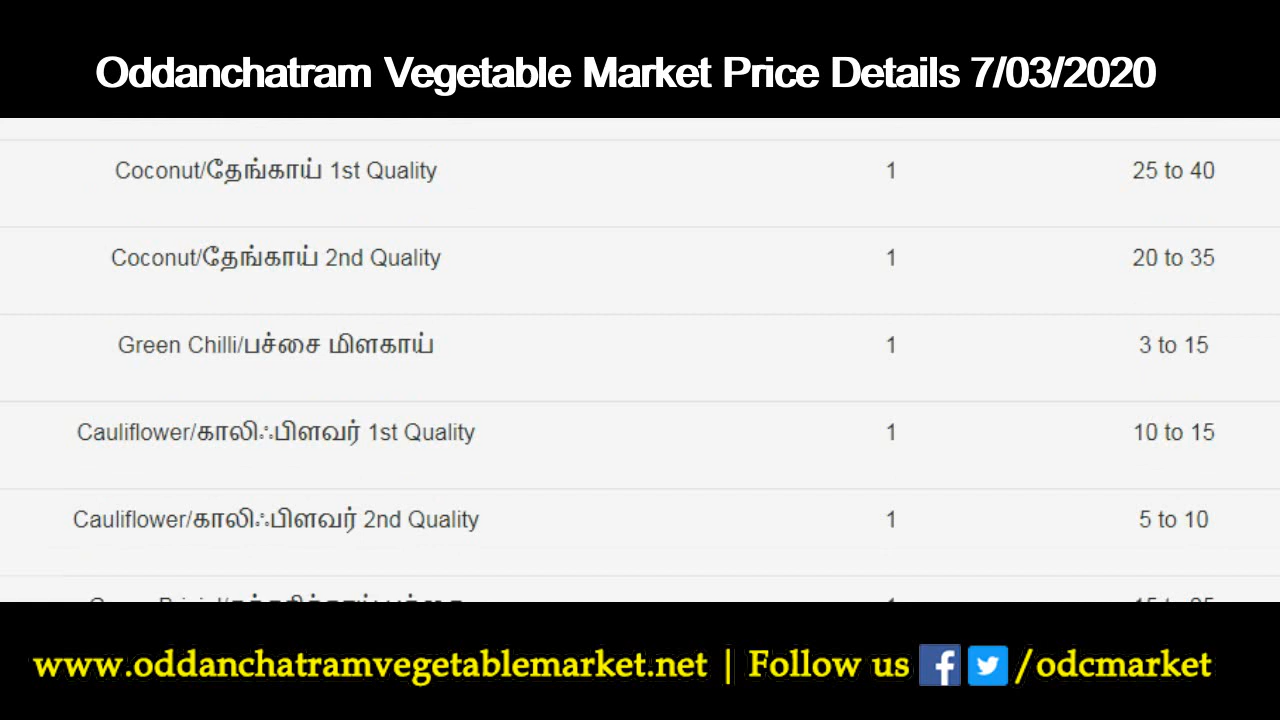 Oddanchatram Vegetable Market Price Details 7/03/2020
Coconut/தேங்காய் 1st Quality 1 25 to 40
Coconut/தேங்காய் 2nd Quality 1 20 to 35
Green Chilli/பச்சை மிளகாய் 1 3 to 15
Cauliflower/காலிஃபிளவர் 1st Quality 1 10 to 15
Cauliflower/காலிஃபிளவர் 2nd Quality 1 5 to 10
www.oddanchatramvegetablemarket.net | Follow us /odcmarket